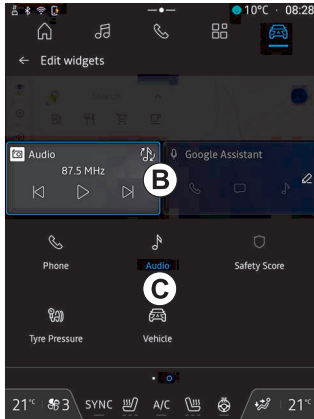 10°C · 08:28
Edit widgets
Search
Audio
Google Assistant
87.5 MHz
B
Phone
Audio
Safety Score
C
Tyre Pressure
Vehicle
21°C 3 SYNC A/C 21°C